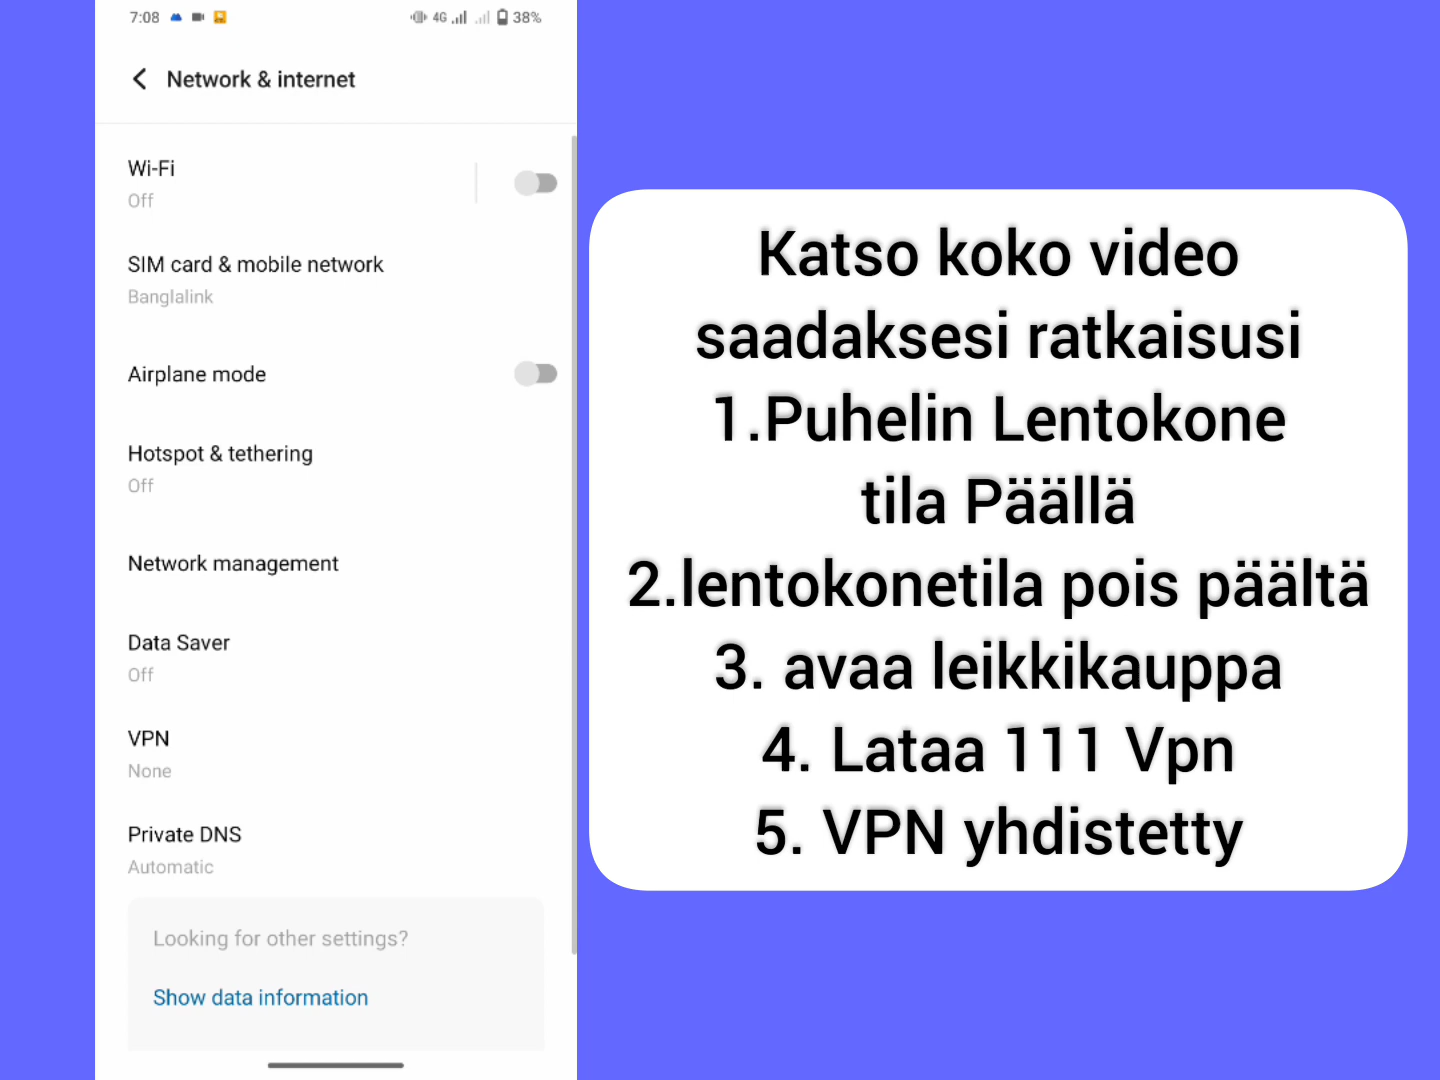 7:08 4G 38%
Network & internet
Wi-Fi
Off
SIM card & mobile network
Banglalink
Airplane mode
Hotspot & tethering
Off
Network management
Data Saver
Off
VPN
None
Private DNS
Automatic
Looking for other settings?
Show data information
Katso koko video
saadaksesi ratkaisusi
1.Puhelin Lentokone
tila Päällä
2.lentokonetila pois päältä
3. avaa leikkikauppa
4. Lataa 111 Vpn
5. VPN yhdistetty